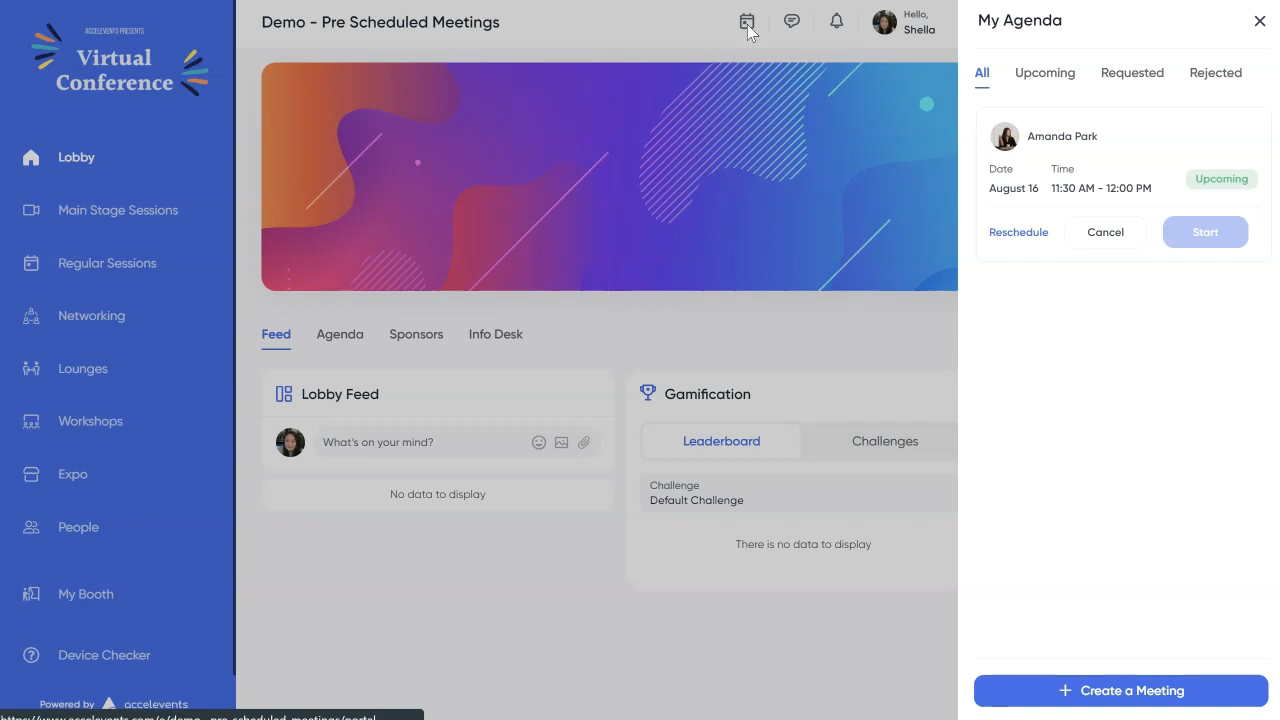 ACCELEVENTS PRESENTS
Virtual
Conference
Lobby
Main Stage Sessions
Regular Sessions
Networking
Lounges
Workshops
Expo
People
My Booth
Device Checker
Powered by accelevents
Demo - Pre Scheduled Meetings
Hello,
Shella
Feed Agenda Sponsors Info Desk
Lobby Feed
What's on your mind?
No data to display
Gamification
Leaderboard Challenges
Challenge
Default Challenge
There is no data to display
My Agenda
All Upcoming Requested Rejected
Amanda Park
Date Time
August 16 11:30 AM - 12:00 PM
Upcoming
Reschedule Cancel Start
+ Create a Meeting